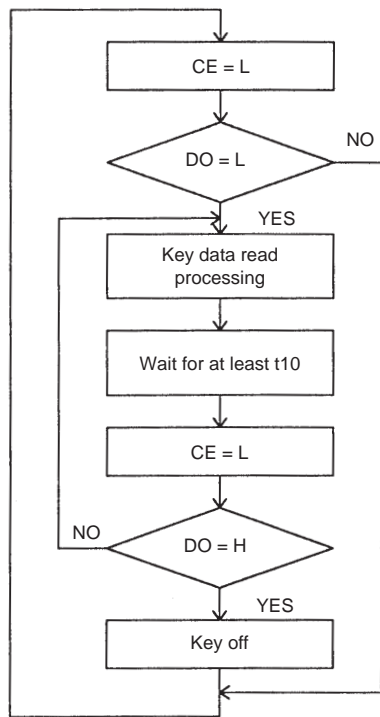 CE = L
DO = L
NO
YES
Key data read
processing
Wait for at least t10
CE = L
NO
DO = H
YES
Key off